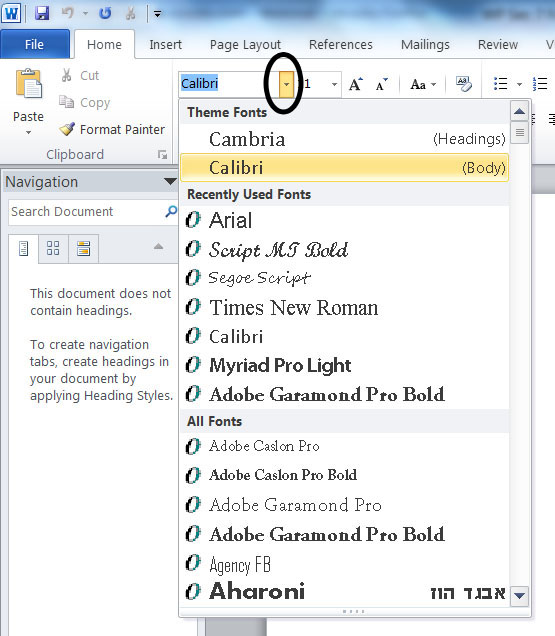 File Home Insert Page Layout References Mailings Review
Cut
Copy
Format Painter
Paste
Clipboard
Calibri
Aa
Navigation
Search Document
This document does not
contain headings.
To create navigation
tabs, create headings in
your document by
applying Heading Styles.
Theme Fonts
Cambria (Headings)
Calibri (Body)
Recently Used Fonts
Arial
Script MT Bold
Segoe Script
Times New Roman
Calibri
Myriad Pro Light
Adobe Garamond Pro Bold
All Fonts
Adobe Caslon Pro
Adobe Caslon Pro Bold
Adobe Garamond Pro
Adobe Garamond Pro Bold
Agency FB
Aharoni אבגד הוז